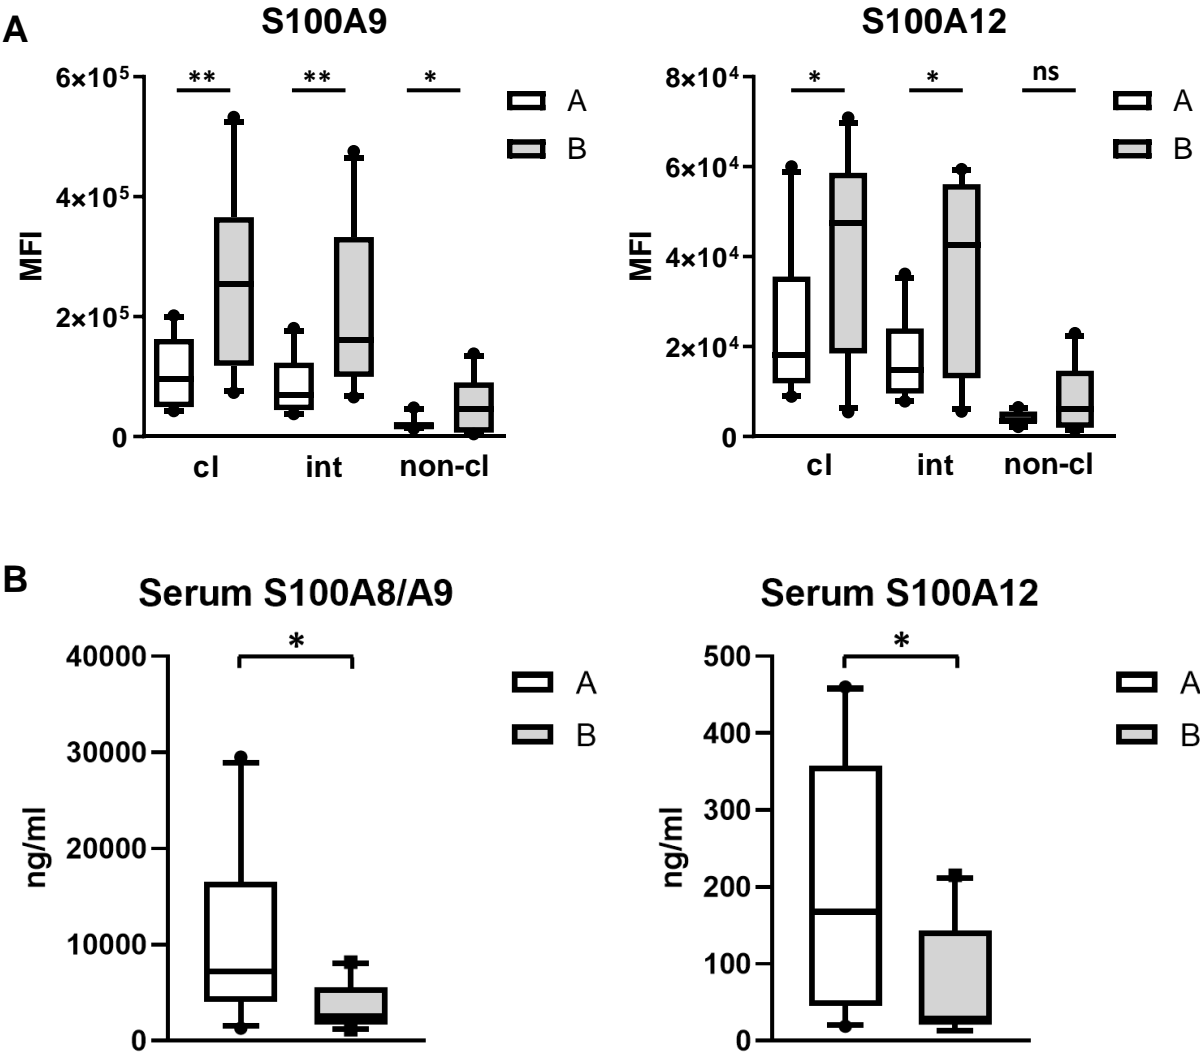 A
S100A9
S100A12
6×10⁵
4×10⁵
2×10⁵
0
MFI
** ** *
A
B
cl int non-cl
8×10⁴
6×10⁴
4×10⁴
2×10⁴
0
MFI
* * ns
A
B
cl int non-cl
B
Serum S100A8/A9
Serum S100A12
40000
30000
20000
10000
0
ng/ml
*
A
B
500
400
300
200
100
0
ng/ml
*
A
B